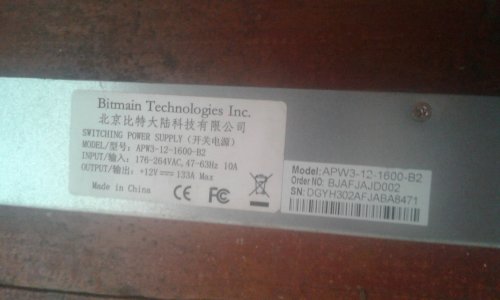 Bitmain Technologies Inc.
北京比特大陆科技有限公司
SWITCHING POWER SUPPLY (开关电源)
MODEL/型号: APW3-12-1600-B2
INPUT/输入: 176-264VAC, 47-63Hz 10A
OUTPUT/输出: +12V⎓133A Max
Made in China
CE
Model: APW3-12-1600-B2
Order NO: BJAFJAJD002
SN: DGYH302AFJABA8471